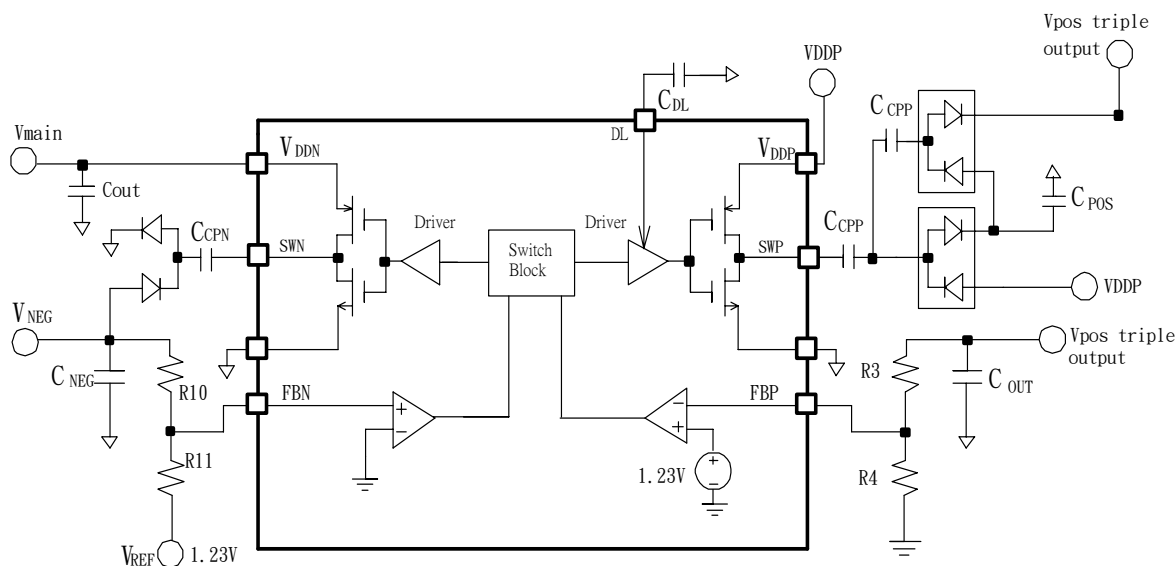 Vpos triple
output
VDDP
CDL
CCPP
DL
Vmain
VDDN
VDDP
Cout
CPOS
Driver
Driver
CCPN
CCPP
SWN
Switch
Block
SWP
VDDP
VNEG
Vpos triple
output
R3
CNEG
R10
COUT
FBN
FBP
+
-
-
+
R11
1.23V
+
-
R4
VREF
1.23V